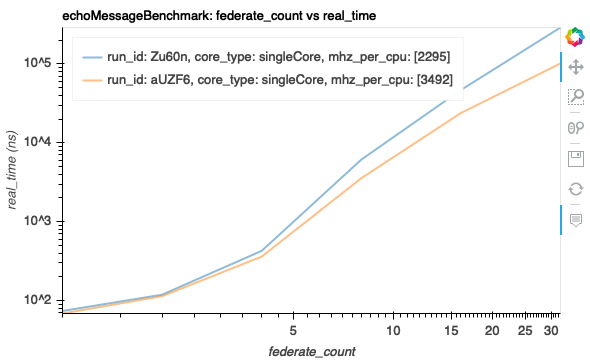 echoMessageBenchmark: federate_count vs real_time
run_id: Zu60n, core_type: singleCore, mhz_per_cpu: [2295]
run_id: aUZF6, core_type: singleCore, mhz_per_cpu: [3492]
real_time (ns)
10^5
10^4
10^3
10^2
5 10 15 20 25 30
federate_count